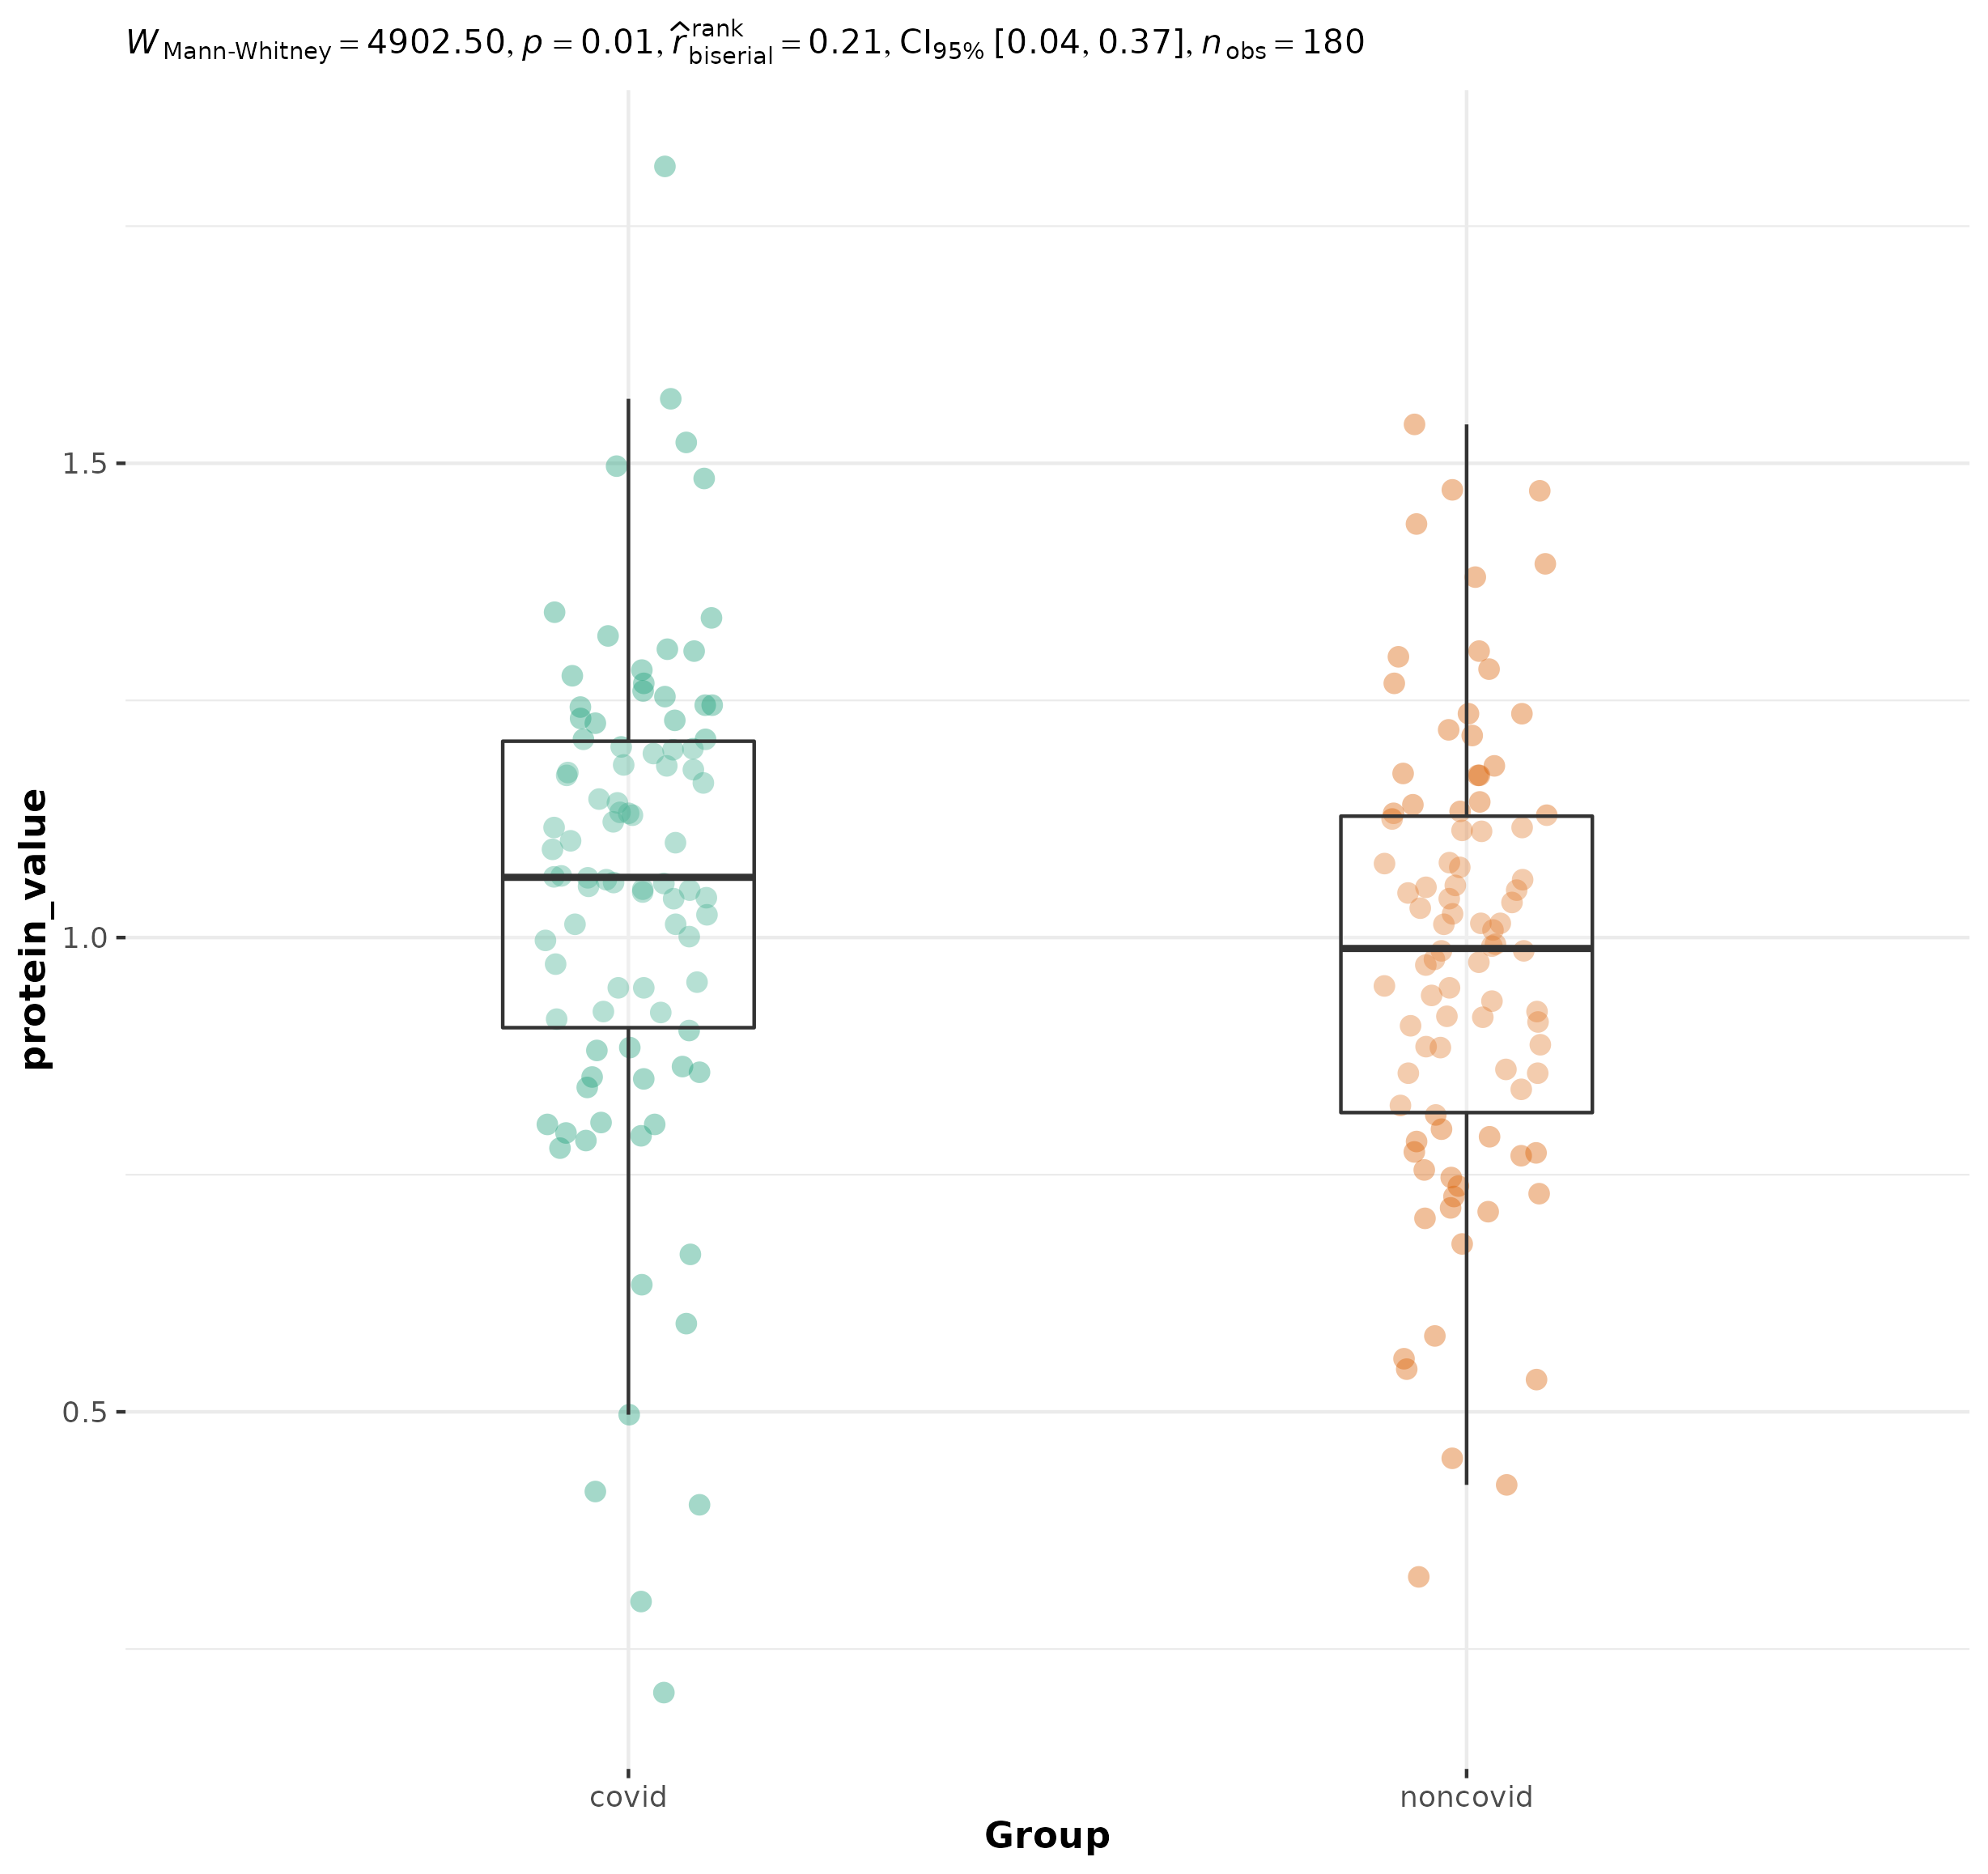 W Mann-Whitney = 4902.50, p = 0.01, r̂ rank biserial = 0.21, CI95% [0.04, 0.37], n obs = 180
protein_value
1.5
1.0
0.5
covid noncovid
Group